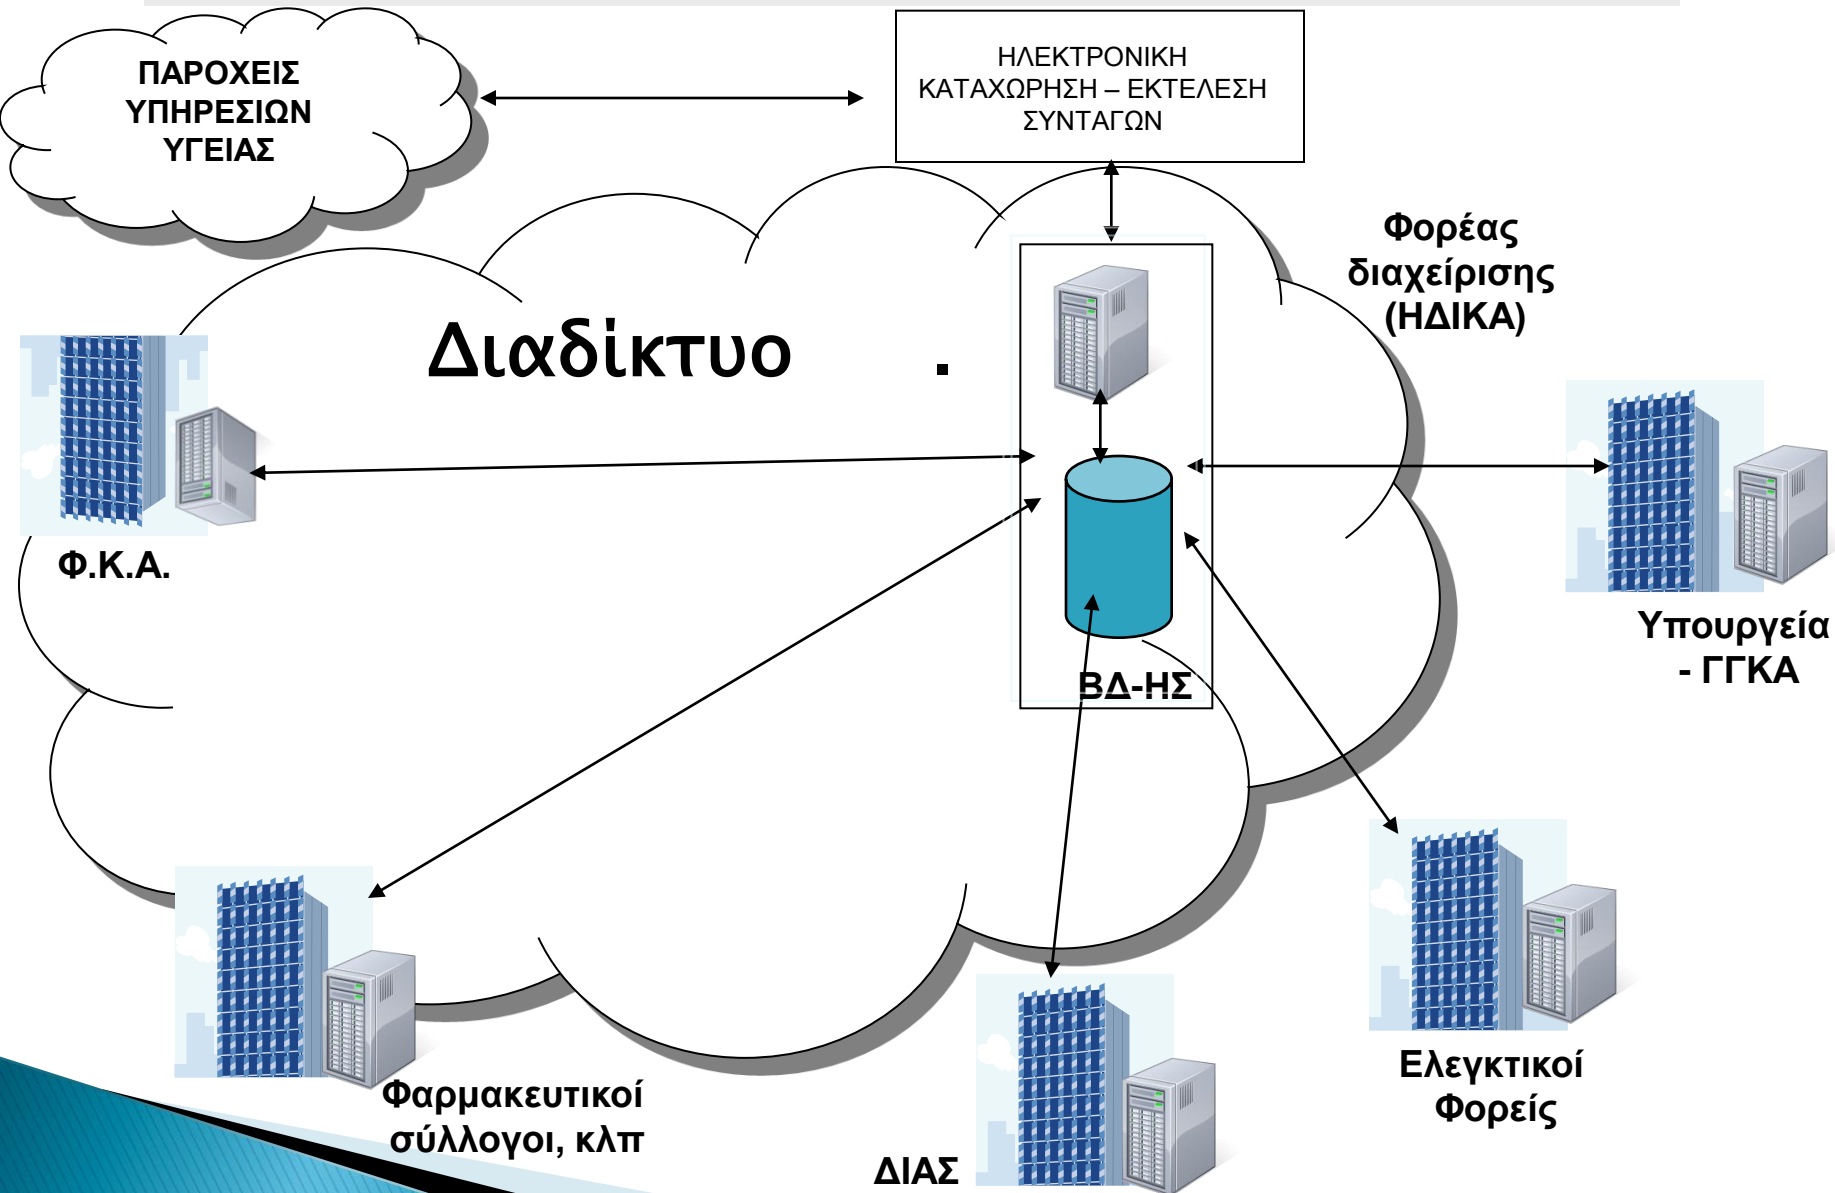 ΠΑΡΟΧΕΙΣ
ΥΠΗΡΕΣΙΩΝ
ΥΓΕΙΑΣ
ΗΛΕΚΤΡΟΝΙΚΗ
ΚΑΤΑΧΩΡΗΣΗ – ΕΚΤΕΛΕΣΗ
ΣΥΝΤΑΓΩΝ
Φορέας
διαχείρισης
(ΗΔΙΚΑ)
Διαδίκτυο .
Φ.Κ.Α.
Υπουργεία
- ΓΓΚΑ
ΒΔ-ΗΣ
Ελεγκτικοί
Φορείς
Φαρμακευτικοί
σύλλογοι, κλπ
ΔΙΑΣ